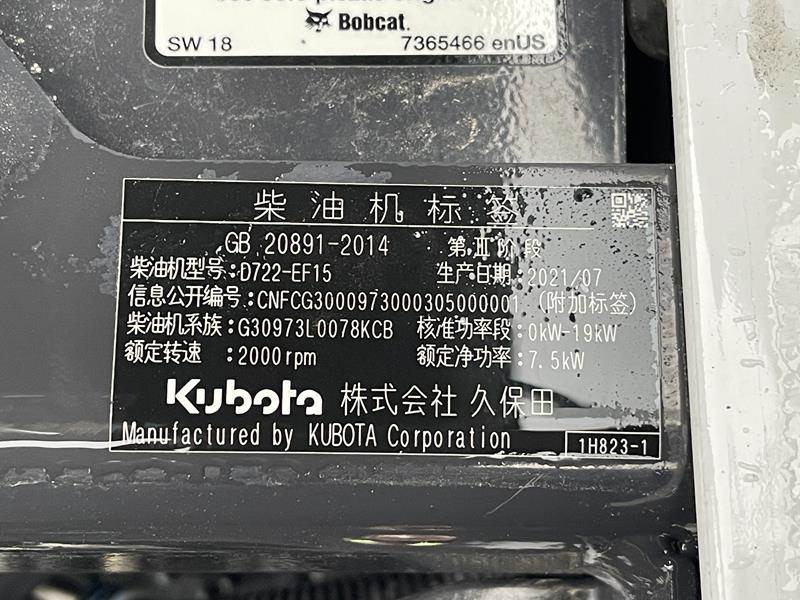 Bobcat.
SW 18 7365466 enUS
柴油机标签
GB 20891-2014 第Ⅲ阶段
柴油机型号:D722-EF15 生产日期:2021/07
信息公开编号:CNFCG3000973000305000001 (附加标签)
柴油机系族:G30973L0078KCB 核准功率段:0kW-19kW
额定转速:2000rpm 额定净功率:7.5kW
Kubota 株式会社 久保田
Manufactured by KUBOTA Corporation 1H823-1